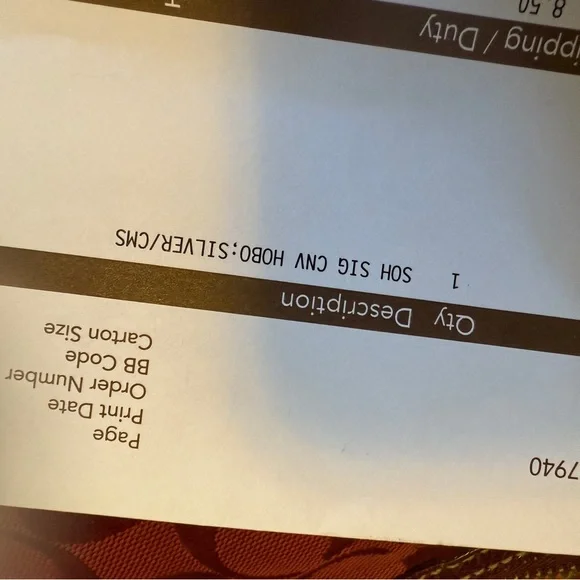 7940
Page
Print Date
Order Number
BB Code
Carton Size
Qty Description
1 SOH SIG CNV HOBO;SILVER/CMS
ipping / Duty
8.50